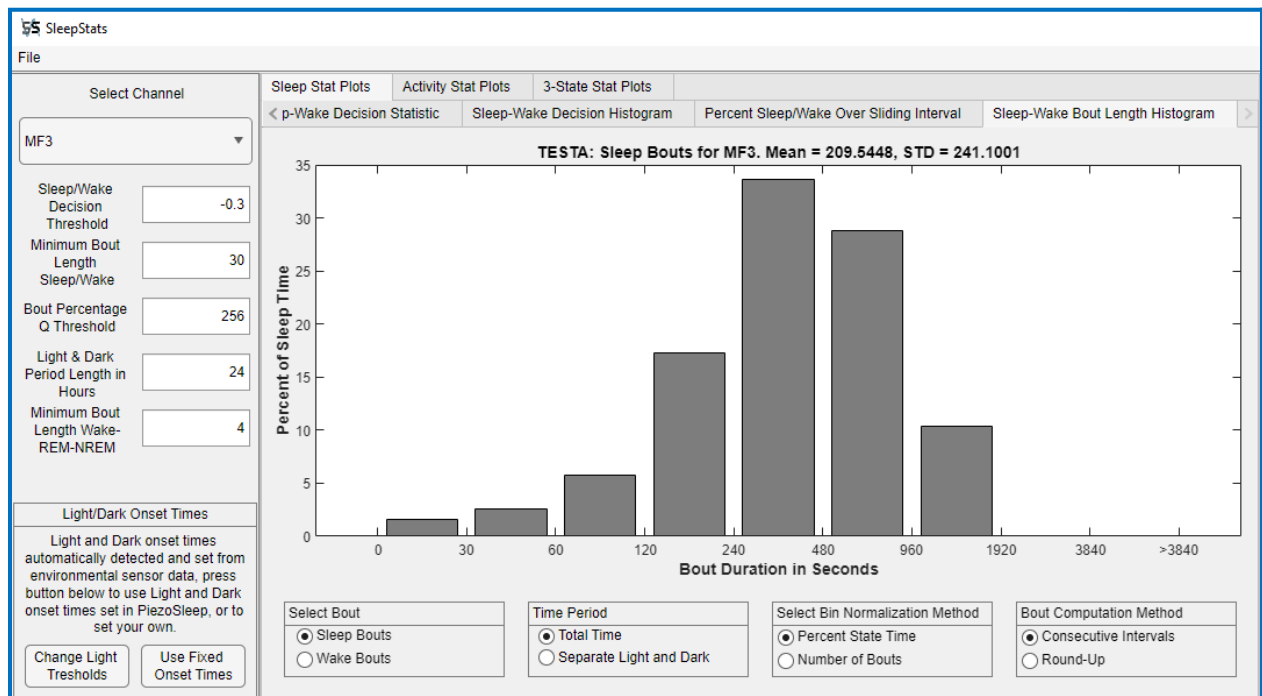 SleepStats
File
Select Channel
MF3
Sleep/Wake
Decision
Threshold
-0.3
Minimum Bout
Length
Sleep/Wake
30
Bout Percentage
Q Threshold
256
Light & Dark
Period Length in
Hours
24
Minimum Bout
Length Wake-
REM-NREM
4
Light/Dark Onset Times
Light and Dark onset times
automatically detected and set from
environmental sensor data, press
button below to use Light and Dark
onset times set in PiezoSleep, or to
set your own.
Change Light
Tresholds
Use Fixed
Onset Times
Sleep Stat Plots
Activity Stat Plots
3-State Stat Plots
p-Wake Decision Statistic
Sleep-Wake Decision Histogram
Percent Sleep/Wake Over Sliding Interval
Sleep-Wake Bout Length Histogram
TESTA: Sleep Bouts for MF3. Mean = 209.5448, STD = 241.1001
Percent of Sleep Time
35
30
25
20
15
10
5
0
0 30 60 120 240 480 960 1920 3840 >3840
Bout Duration in Seconds
Select Bout
Sleep Bouts
Wake Bouts
Time Period
Total Time
Separate Light and Dark
Select Bin Normalization Method
Percent State Time
Number of Bouts
Bout Computation Method
Consecutive Intervals
Round-Up